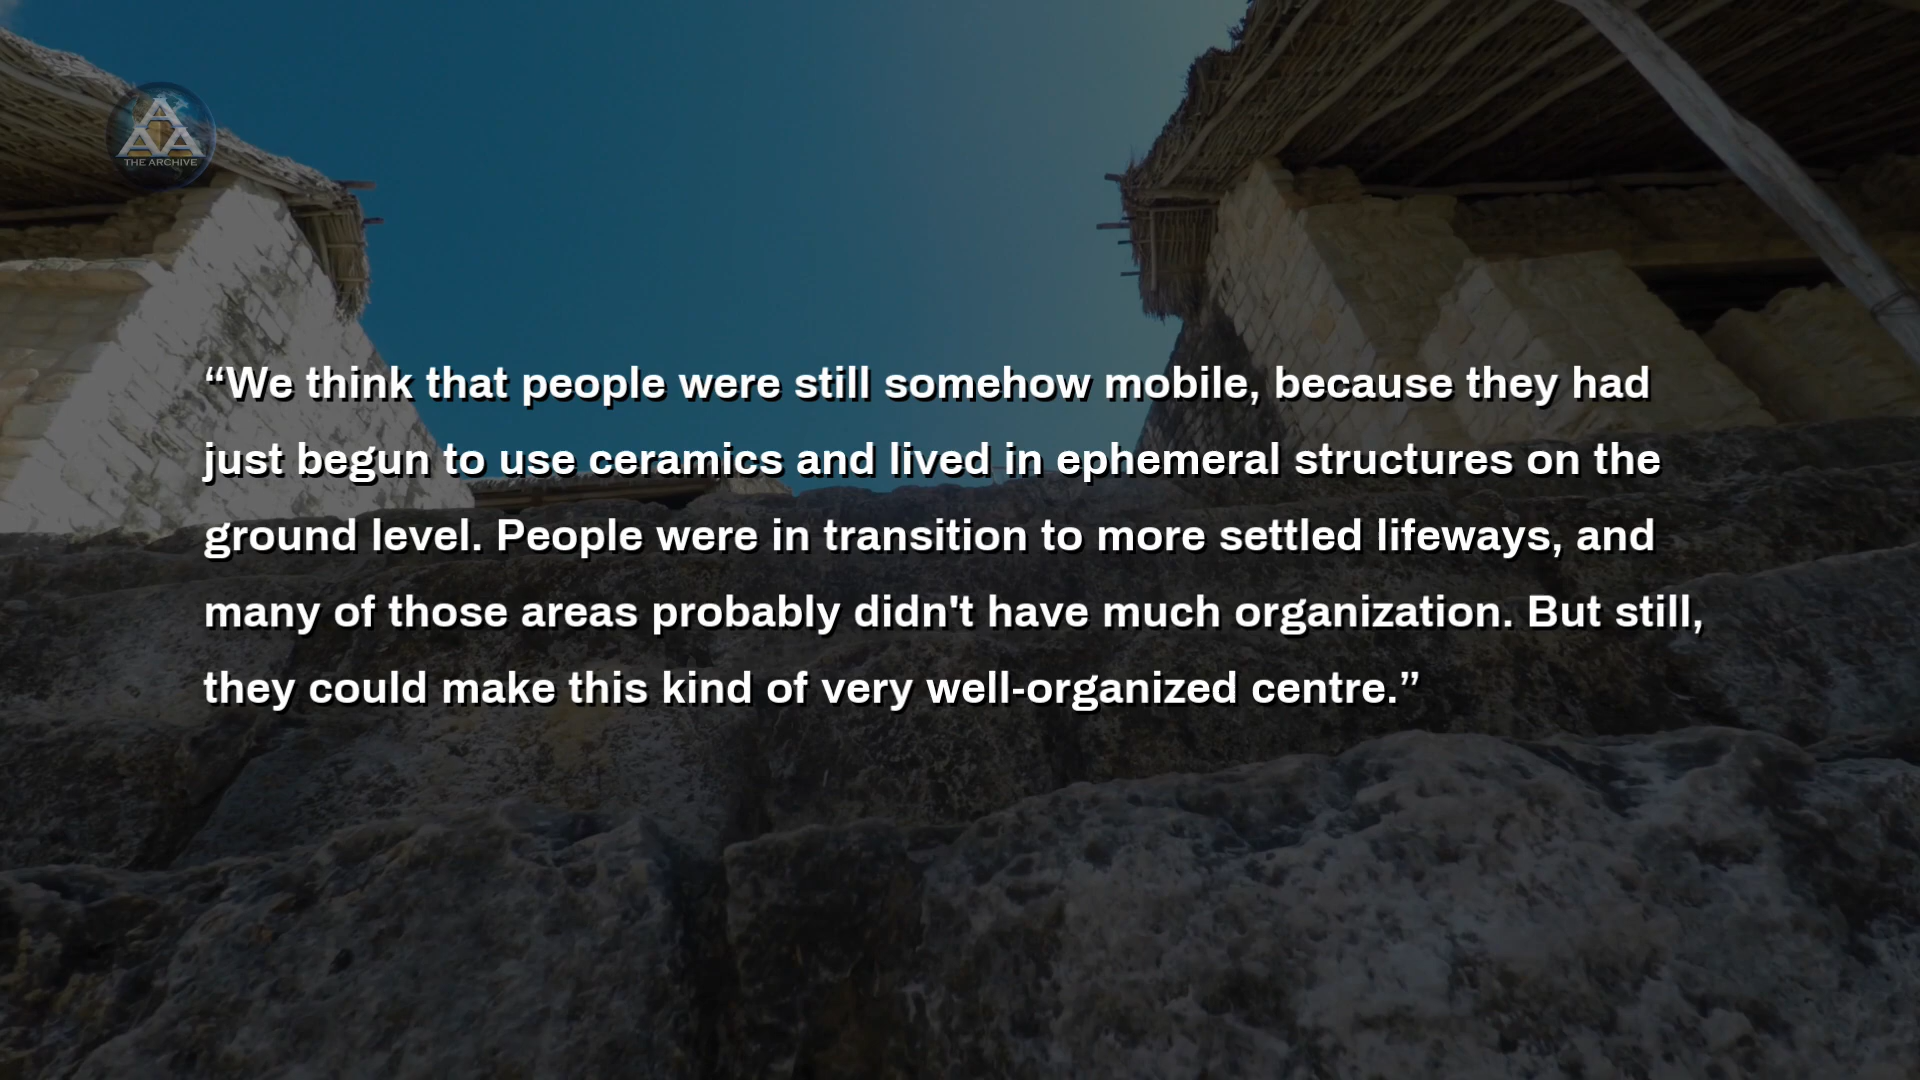 AAA
THE ARCHIVE
“We think that people were still somehow mobile, because they had
just begun to use ceramics and lived in ephemeral structures on the
ground level. People were in transition to more settled lifeways, and
many of those areas probably didn't have much organization. But still,
they could make this kind of very well-organized centre.”